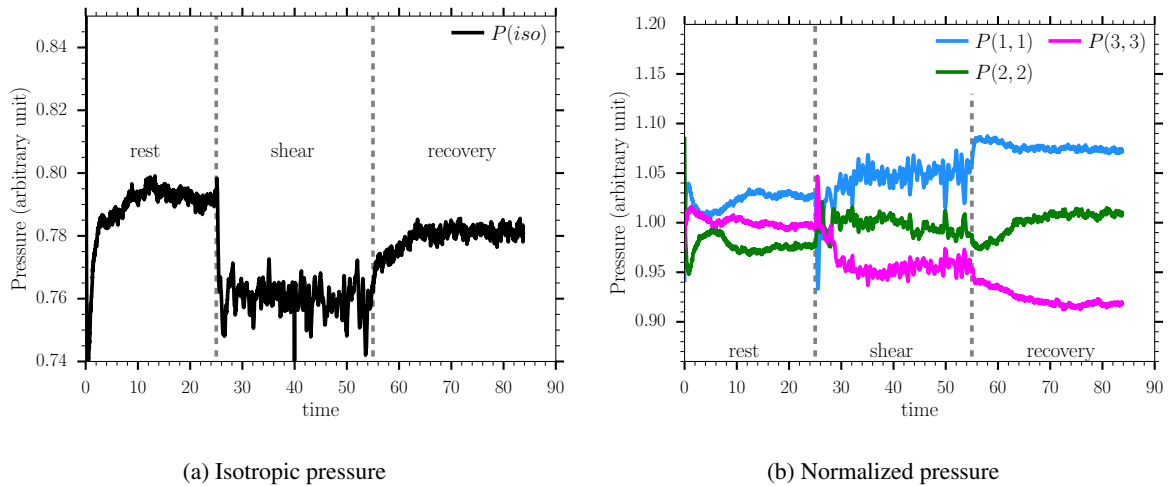 P(iso)
0.84
0.82
0.80
0.78
0.76
0.74
Pressure (arbitrary unit)
rest
shear
recovery
0 10 20 30 40 50 60 70 80 90
time
(a) Isotropic pressure
P(1, 1)
P(3, 3)
P(2, 2)
1.20
1.15
1.10
1.05
1.00
0.95
0.90
Pressure (arbitrary unit)
rest
shear
recovery
0 10 20 30 40 50 60 70 80 90
time
(b) Normalized pressure